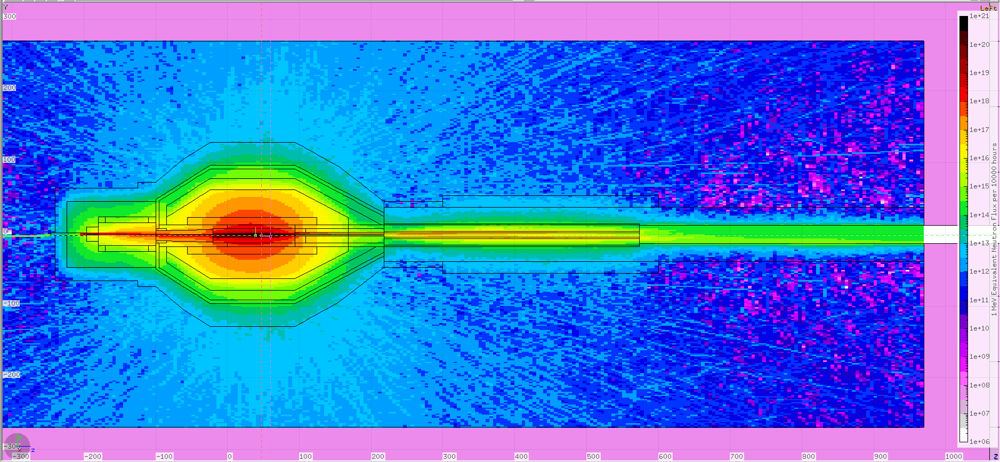 Y
Left
300
200
100
0
-100
-200
-300
1e+21
1e+20
1e+19
1e+18
1e+17
1e+16
1e+15
1e+14
1e+13
1e+12
1e+11
1e+10
1e+09
1e+08
1e+07
1e+06
1 MeV Equivalent Neutron Flux per 10000 hours
x z
-300 -200 -100 0 100 200 300 400 500 600 700 800 900 1000 Z